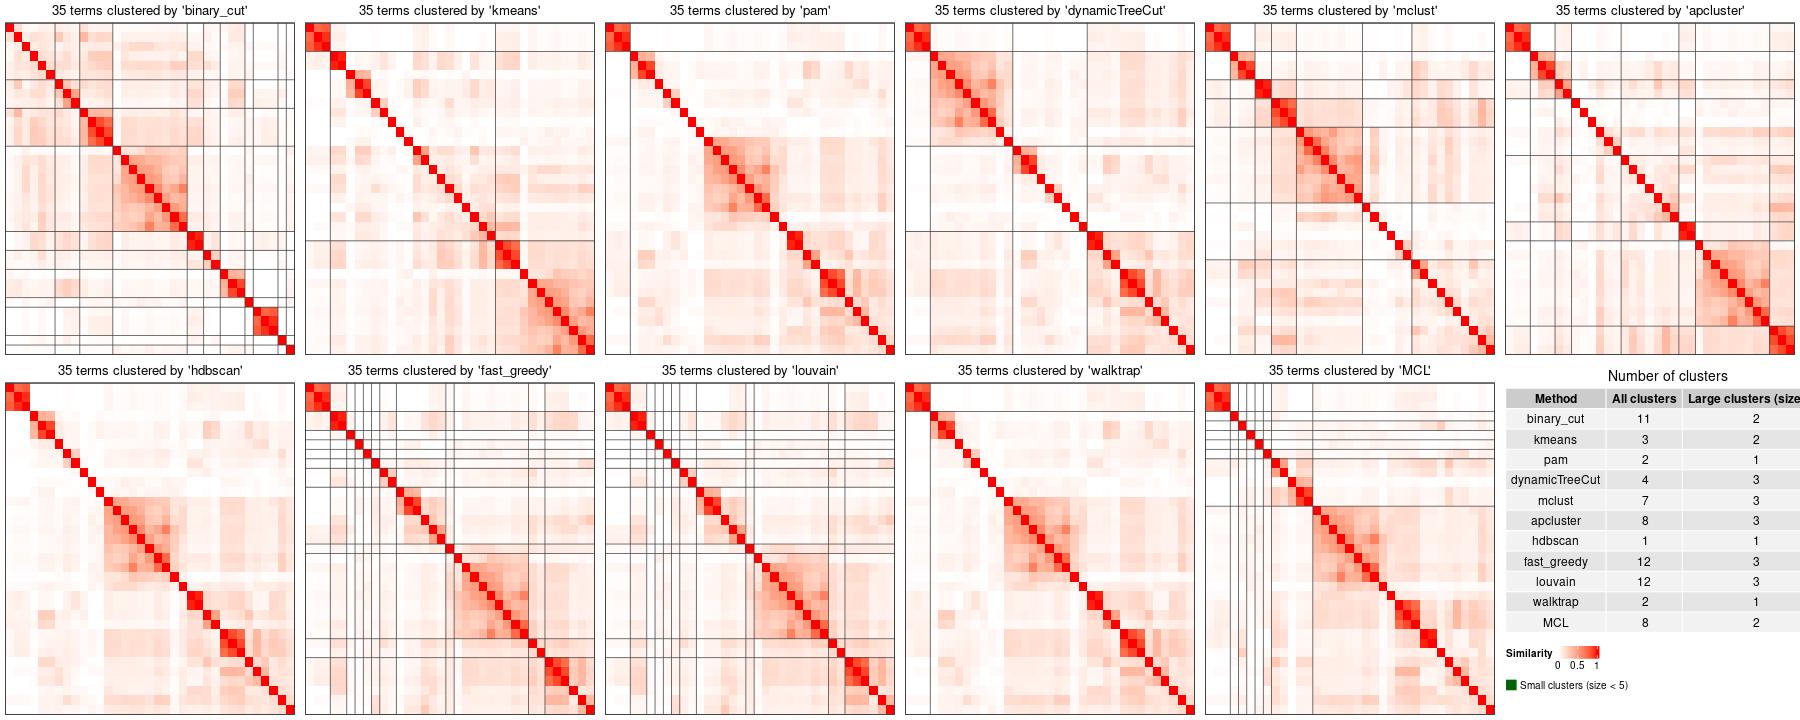 35 terms clustered by 'binary_cut'
35 terms clustered by 'kmeans'
35 terms clustered by 'pam'
35 terms clustered by 'dynamicTreeCut'
35 terms clustered by 'mclust'
35 terms clustered by 'apcluster'
35 terms clustered by 'hdbscan'
35 terms clustered by 'fast_greedy'
35 terms clustered by 'louvain'
35 terms clustered by 'walktrap'
35 terms clustered by 'MCL'
Number of clusters
Method All clusters Large clusters (size
binary_cut 11 2
kmeans 3 2
pam 2 1
dynamicTreeCut 4 3
mclust 7 3
apcluster 8 3
hdbscan 1 1
fast_greedy 12 3
louvain 12 3
walktrap 2 1
MCL 8 2
Similarity
0 0.5 1
Small clusters (size < 5)